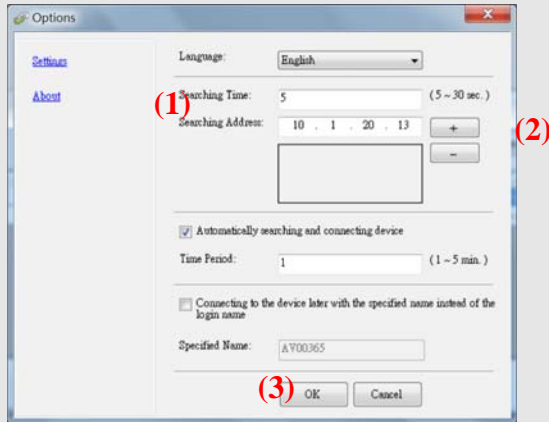 Options
Settings
About
Language: English
(1)
Searching Time: 5 (5 ~ 30 sec.)
Searching Address: 10 . 1 . 20 . 13 +
(2)
−
Automatically searching and connecting device
Time Period: 1 (1 ~ 5 min.)
Connecting to the device later with the specified name instead of the
login name
Specified Name: AV00365
(3) OK Cancel